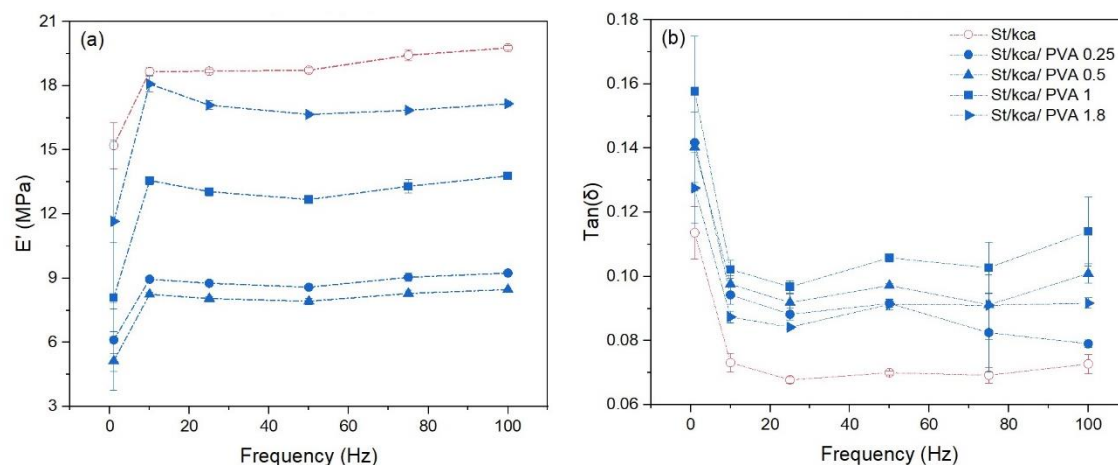 (a)
21
18
15
12
9
6
3
E' (MPa)
0 20 40 60 80 100
Frequency (Hz)
(b)
0.18
0.16
0.14
0.12
0.10
0.08
0.06
Tan(δ)
0 20 40 60 80 100
Frequency (Hz)
St/kca
St/kca/ PVA 0.25
St/kca/ PVA 0.5
St/kca/ PVA 1
St/kca/ PVA 1.8